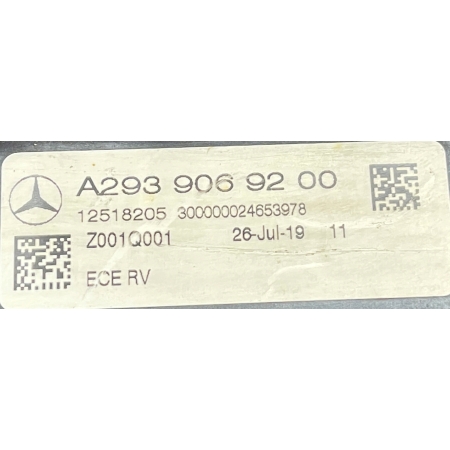 A293 906 92 00
12518205 300000024653978
Z001Q001 26-Jul-19 11
ECE RV